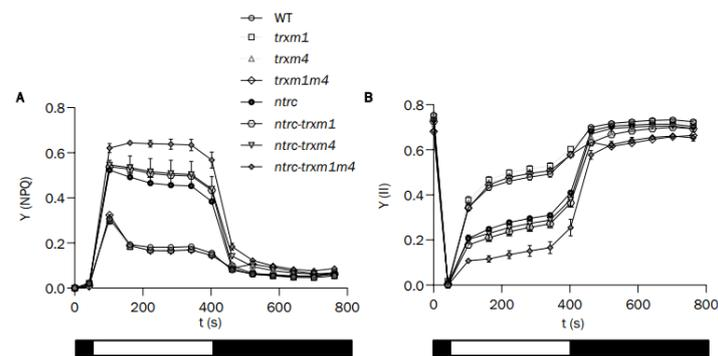 WT
trxm1
trxm4
trxm1m4
ntrc
ntrc-trxm1
ntrc-trxm4
ntrc-trxm1m4
A
Y (NPQ)
0.8
0.6
0.4
0.2
0.0
0 200 400 600 800
t (s)
B
Y (II)
0.8
0.6
0.4
0.2
0.0
0 200 400 600 800
t (s)